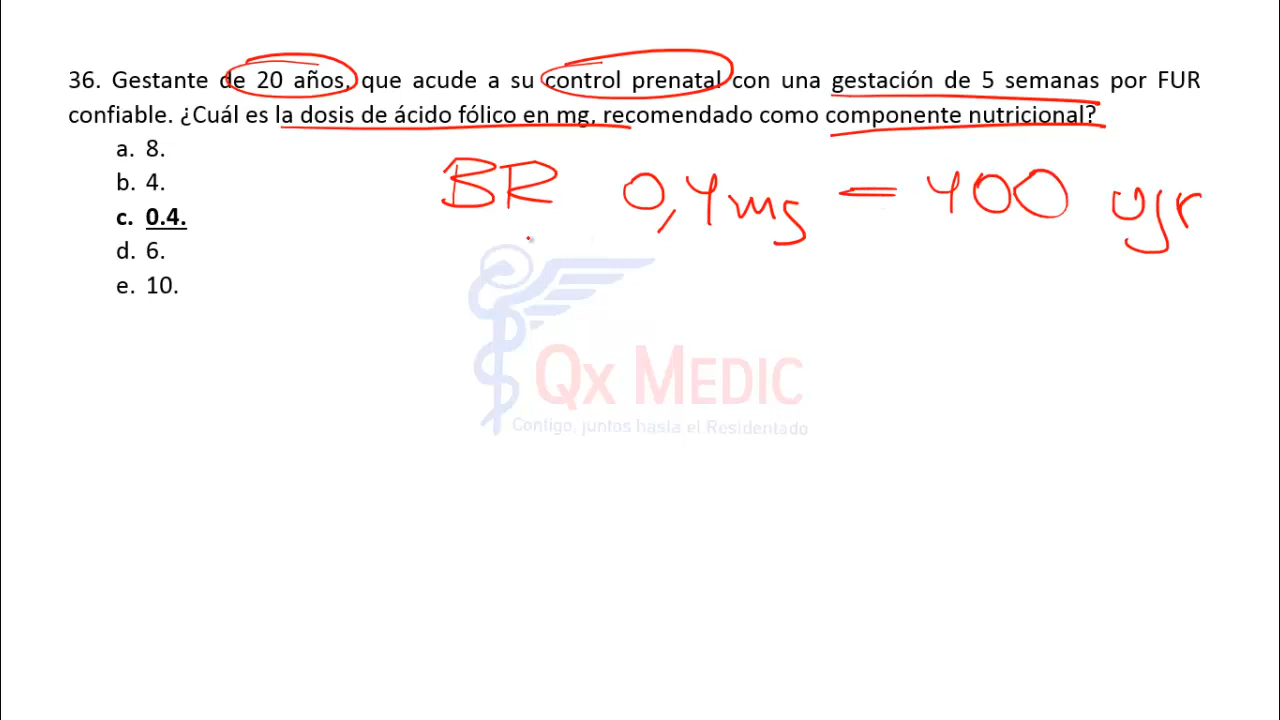 36. Gestante de 20 años, que acude a su control prenatal con una gestación de 5 semanas por FUR
confiable. ¿Cuál es la dosis de ácido fólico en mg, recomendado como componente nutricional?
a. 8.
b. 4.
c. 0.4.
d. 6.
e. 10.
BR 0,4mg = 400 ugr
Qx MEDIC
Contigo, juntos hasta el Residentado